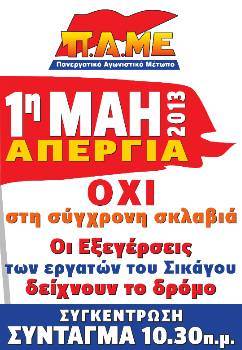 Π.Α.ΜΕ
Πανεργατικό Αγωνιστικό Μέτωπο
1η ΜΑΗ 2013
ΑΠΕΡΓΙΑ
ΟΧΙ
στη σύγχρονη σκλαβιά
Οι Εξεγέρσεις
των εργατών του Σικάγου
δείχνουν το δρόμο
ΣΥΓΚΕΝΤΡΩΣΗ
ΣΥΝΤΑΓΜΑ 10.30π.μ.